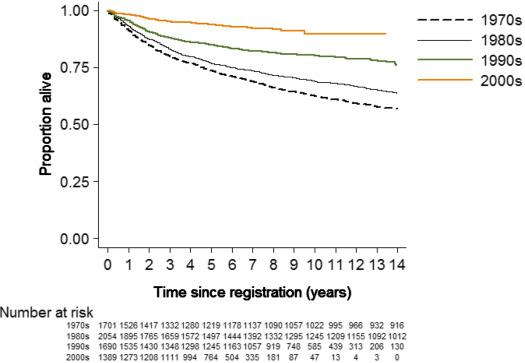 1.00
0.75
0.50
0.25
0.00
Proportion alive
0 1 2 3 4 5 6 7 8 9 10 11 12 13 14
Time since registration (years)
1970s
1980s
1990s
2000s
Number at risk
1970s 1701 1526 1417 1332 1280 1219 1178 1137 1090 1057 1022 995 966 932 916
1980s 2054 1895 1765 1659 1572 1497 1444 1392 1332 1295 1245 1209 1155 1092 1012
1990s 1690 1535 1430 1348 1298 1245 1163 1057 919 748 585 439 313 206 130
2000s 1389 1273 1208 1111 994 764 504 335 181 87 47 13 4 3 0